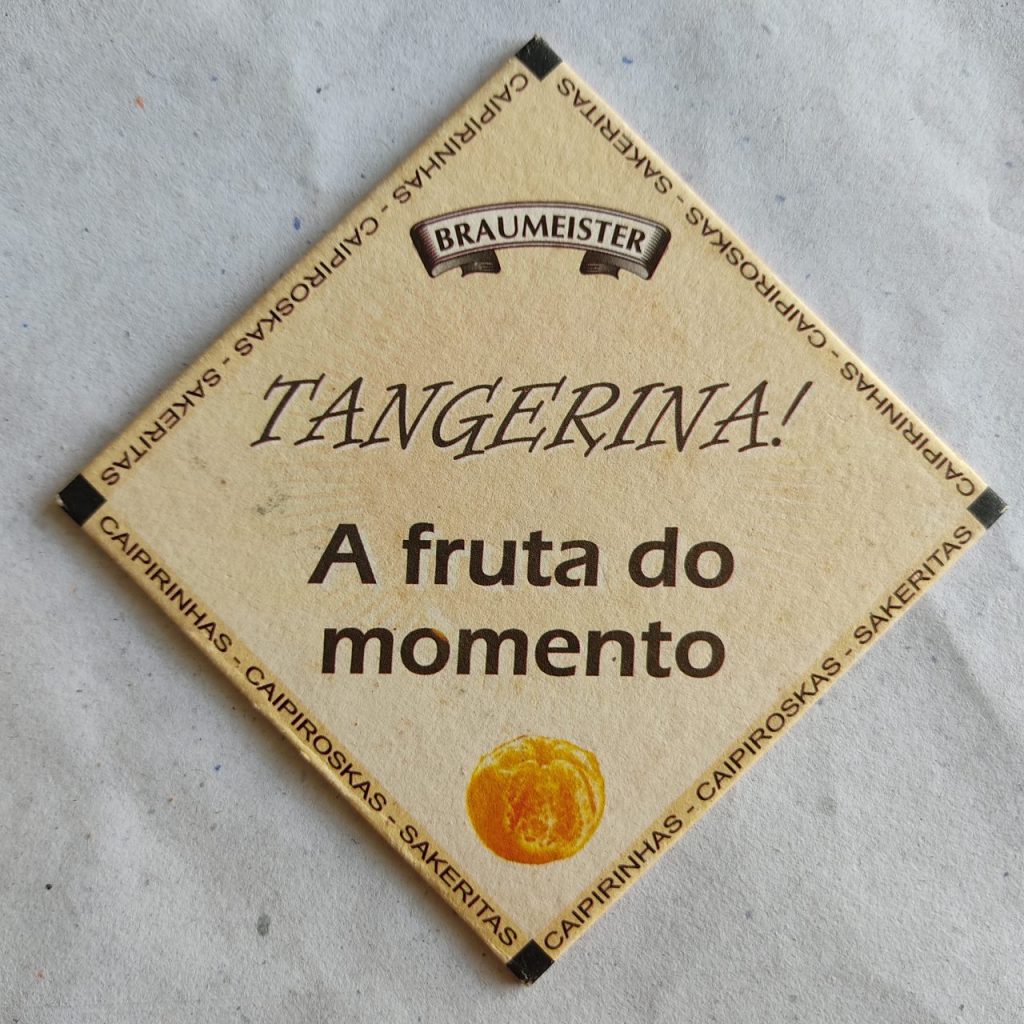 BRAUMEISTER
TANGERINA!
A fruta do
momento
CAIPIRINHAS - CAIPIROSKAS - SAKERITAS
CAIPIRINHAS - CAIPIROSKAS - SAKERITAS
CAIPIRINHAS - CAIPIROSKAS - SAKERITAS
CAIPIRINHAS - CAIPIROSKAS - SAKERITAS